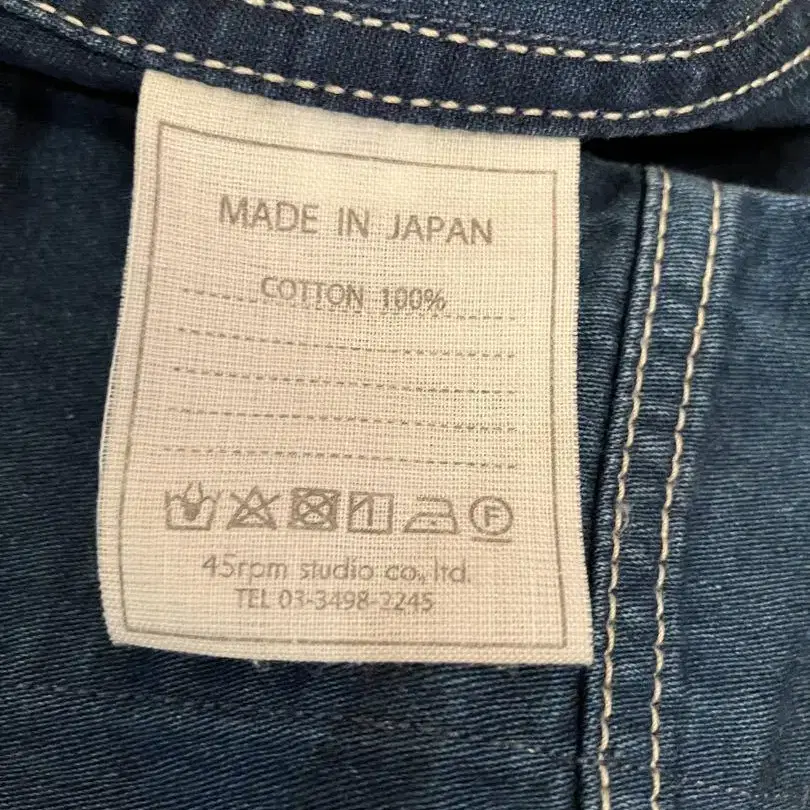 MADE IN JAPAN
COTTON 100%
F
45rpm studio co., ltd.
TEL 03-3498-2245